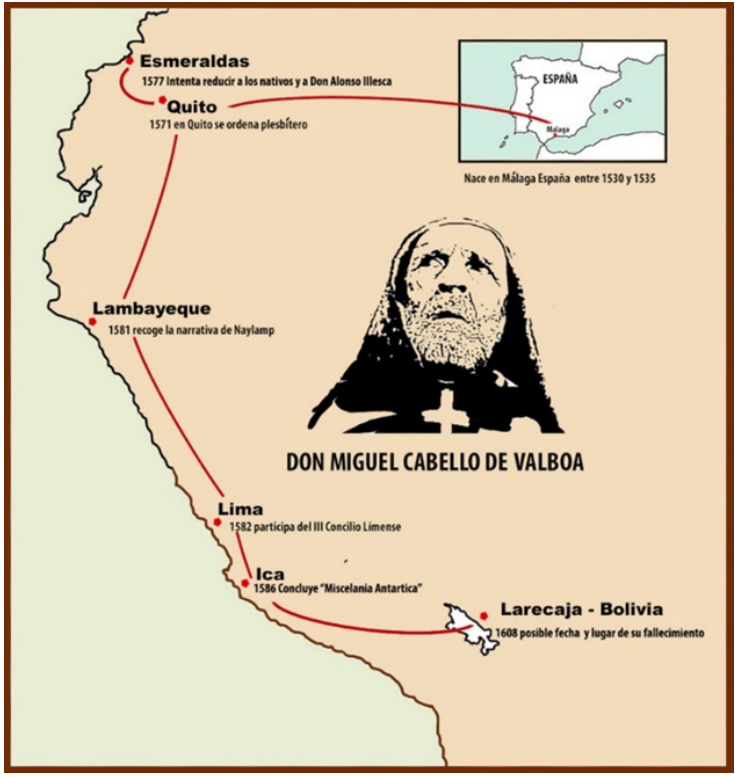 Esmeraldas
1577 Intenta reducir a los nativos y a Don Alonso Illesca
Quito
1571 en Quito se ordena plesbítero
ESPAÑA
Malaga
Nace en Málaga España entre 1530 y 1535
Lambayeque
1581 recoge la narrativa de Naylamp
DON MIGUEL CABELLO DE VALBOA
Lima
1582 participa del III Concilio Limense
Ica
1586 Concluye "Miscelania Antartica"
Larecaja - Bolivia
1608 posible fecha y lugar de su fallecimiento